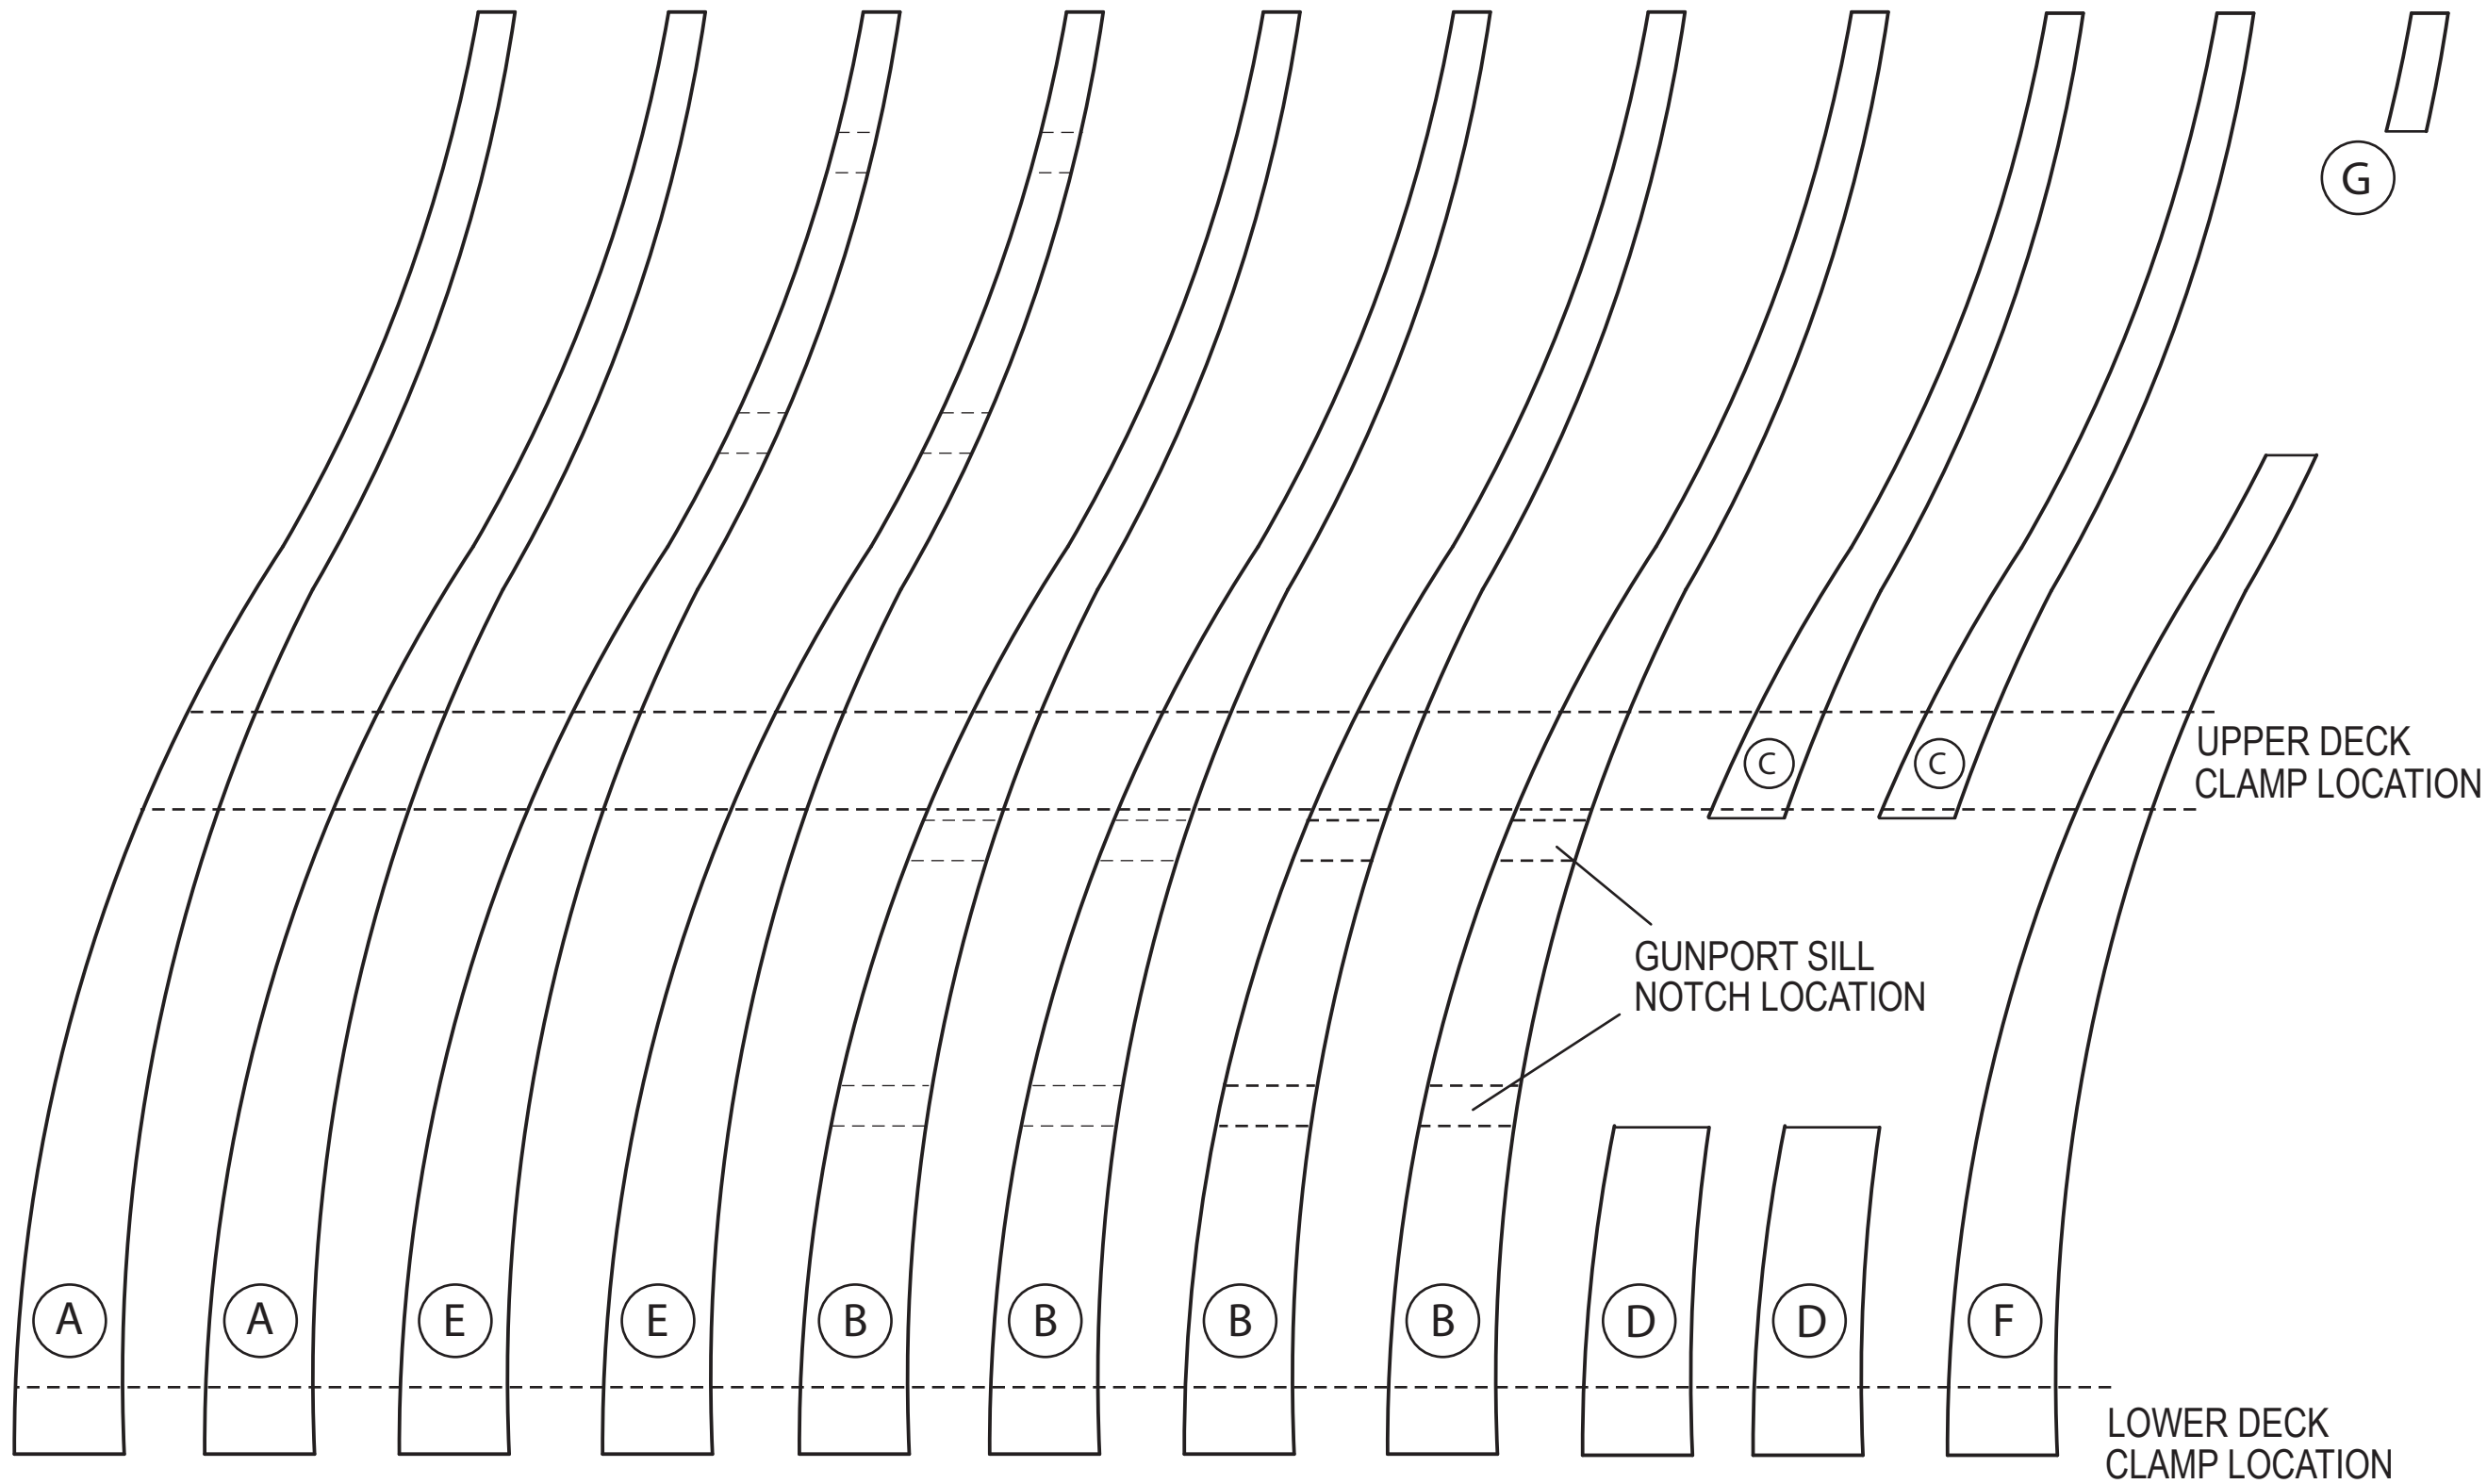 G
C
C
UPPER DECK
CLAMP LOCATION
GUNPORT SILL
NOTCH LOCATION
A
A
E
E
B
B
B
B
D
D
F
LOWER DECK
CLAMP LOCATION